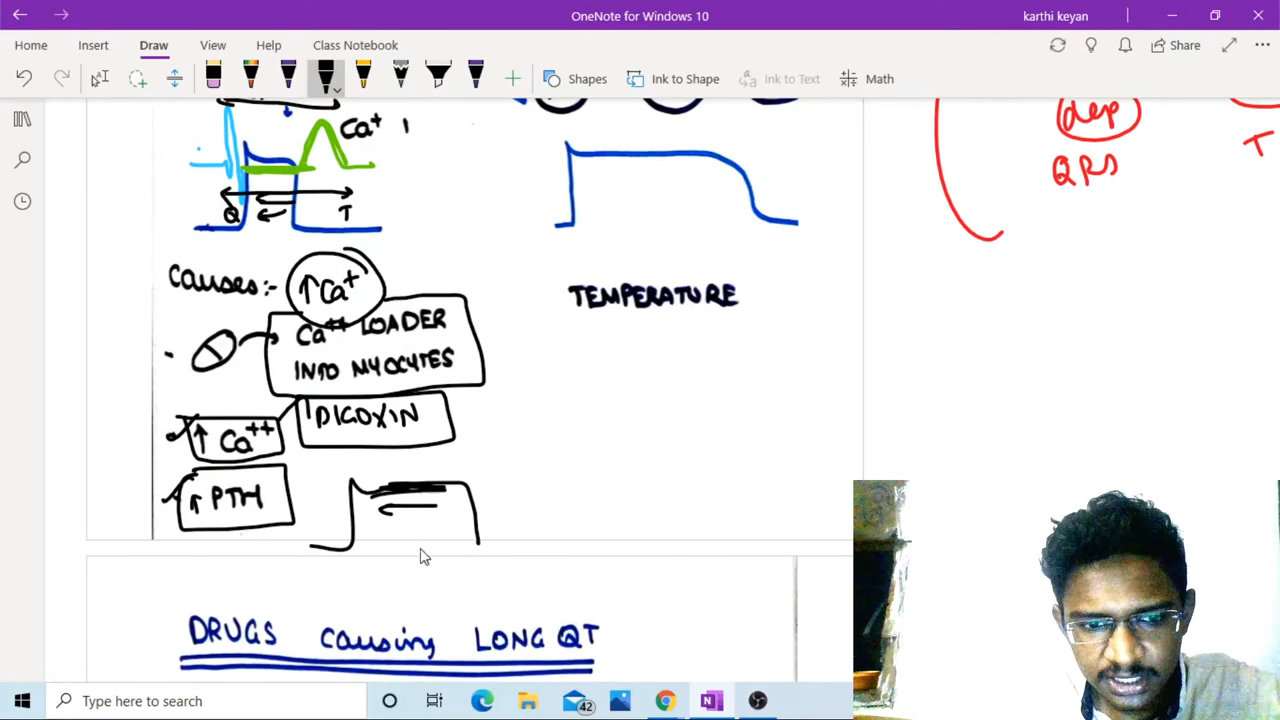 OneNote for Windows 10
karthi keyan
Home Insert Draw View Help Class Notebook
Share
Shapes
Ink to Shape
Ink to Text
Math
Ca+
Q T
Causes:- ↑Ca+
Ca++ LOADER
INTO MYOCYTES
DIGOXIN
↑ Ca++
↑ PTH
TEMPERATURE
dep
QRS
T
DRUGS causing LONG QT
Type here to search
42